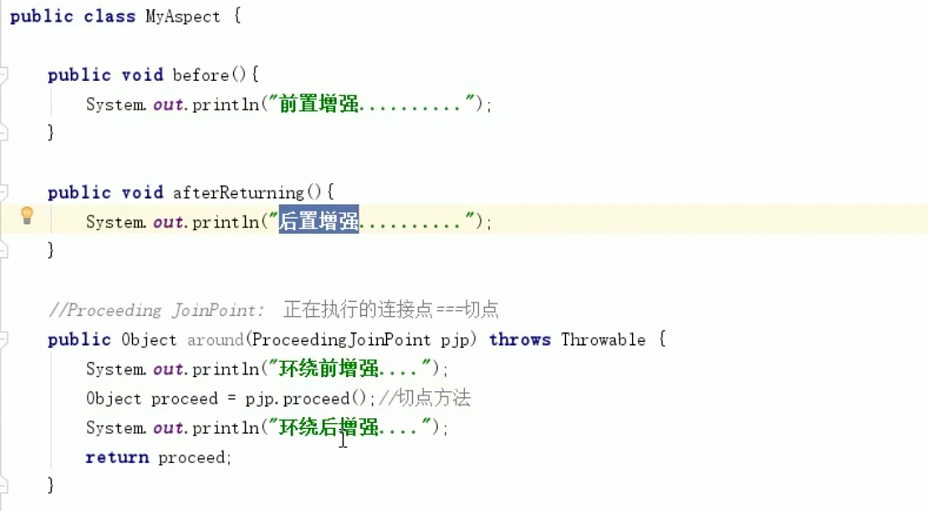 public class MyAspect {
public void before(){
System.out.println("前置增强..........");
}
public void afterReturning(){
System.out.println("后置增强..........");
}
//Proceeding JoinPoint: 正在执行的连接点===切点
public Object around(ProceedingJoinPoint pjp) throws Throwable {
System.out.println("环绕前增强....");
Object proceed = pjp.proceed();//切点方法
System.out.println("环绕后增强....");
return proceed;
}